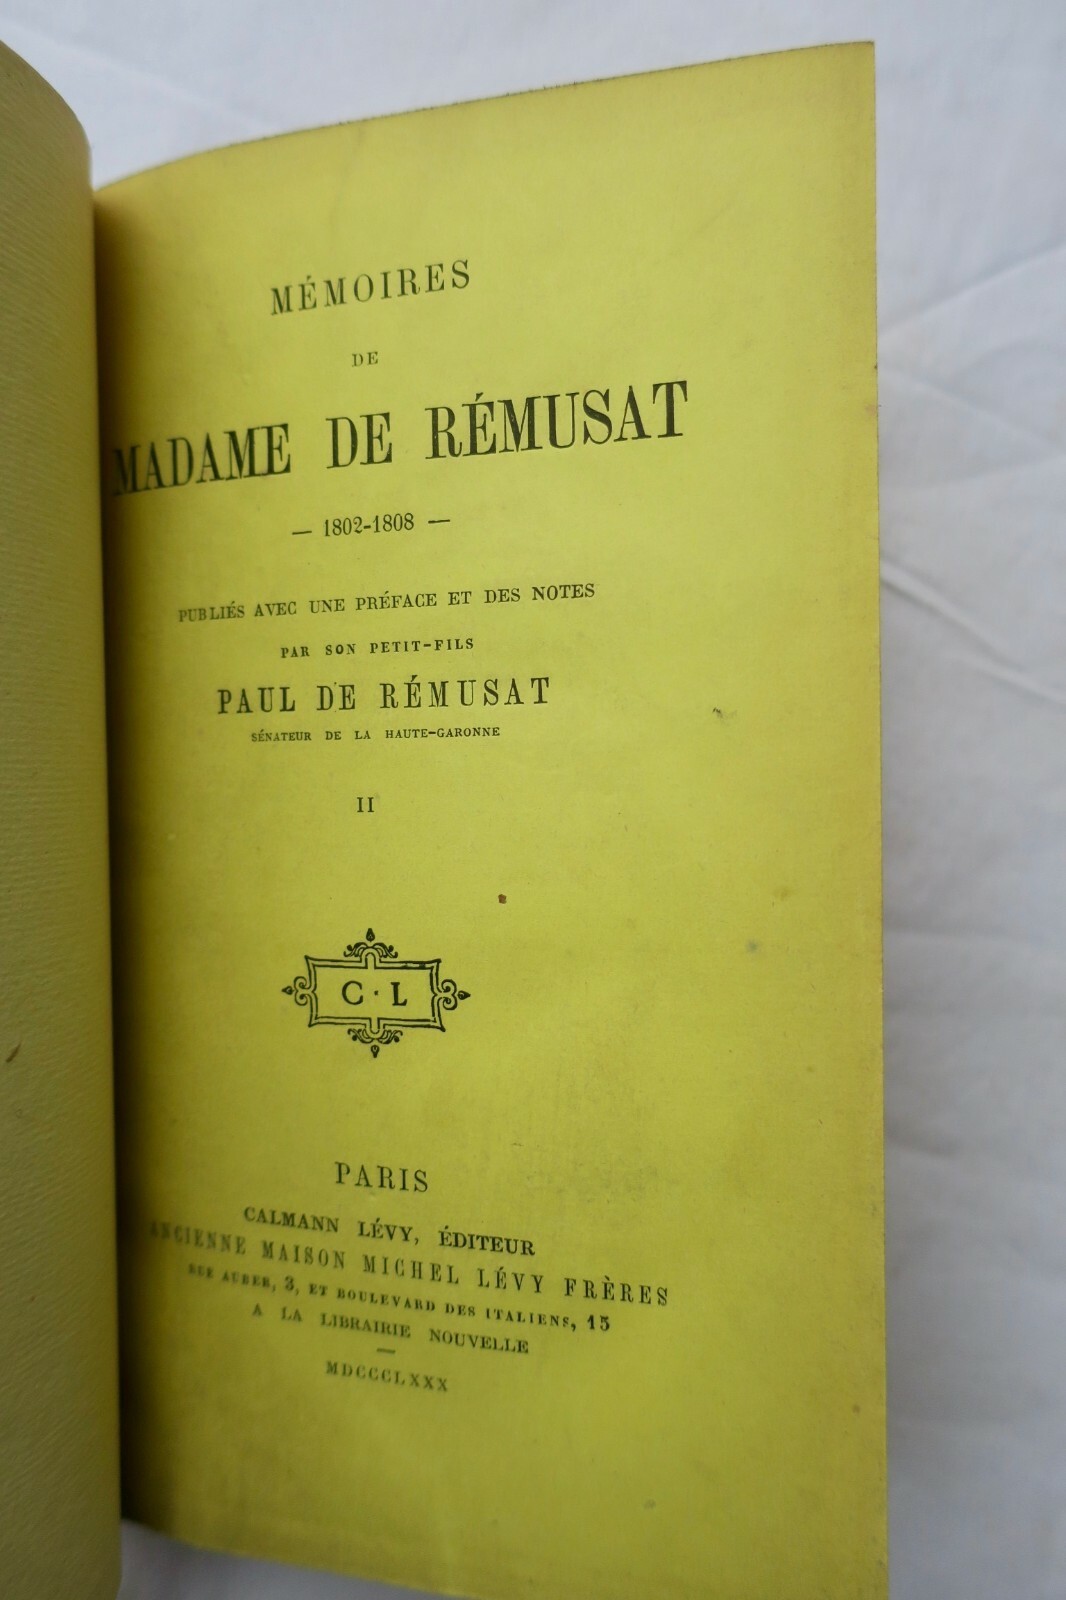 MÉMOIRES
DE
MADAME DE RÉMUSAT
— 1802-1808 —
PUBLIÉS AVEC UNE PRÉFACE ET DES NOTES
PAR SON PETIT-FILS
PAUL DE RÉMUSAT
SÉNATEUR DE LA HAUTE-GARONNE
II
C · L
PARIS
CALMANN LÉVY, ÉDITEUR
ANCIENNE MAISON MICHEL LÉVY FRÈRES
RUE AUBER, 3, ET BOULEVARD DES ITALIENS, 15
A LA LIBRAIRIE NOUVELLE
—
MDCCCLXXX